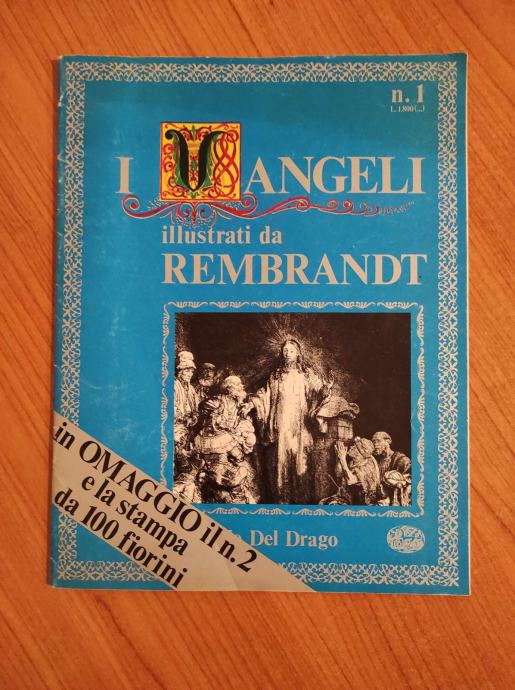 n. 1
L. 1.800 (..)
I VANGELI
illustrati da
REMBRANDT
in OMAGGIO il n. 2
e la stampa
da 100 fiorini
Del Drago